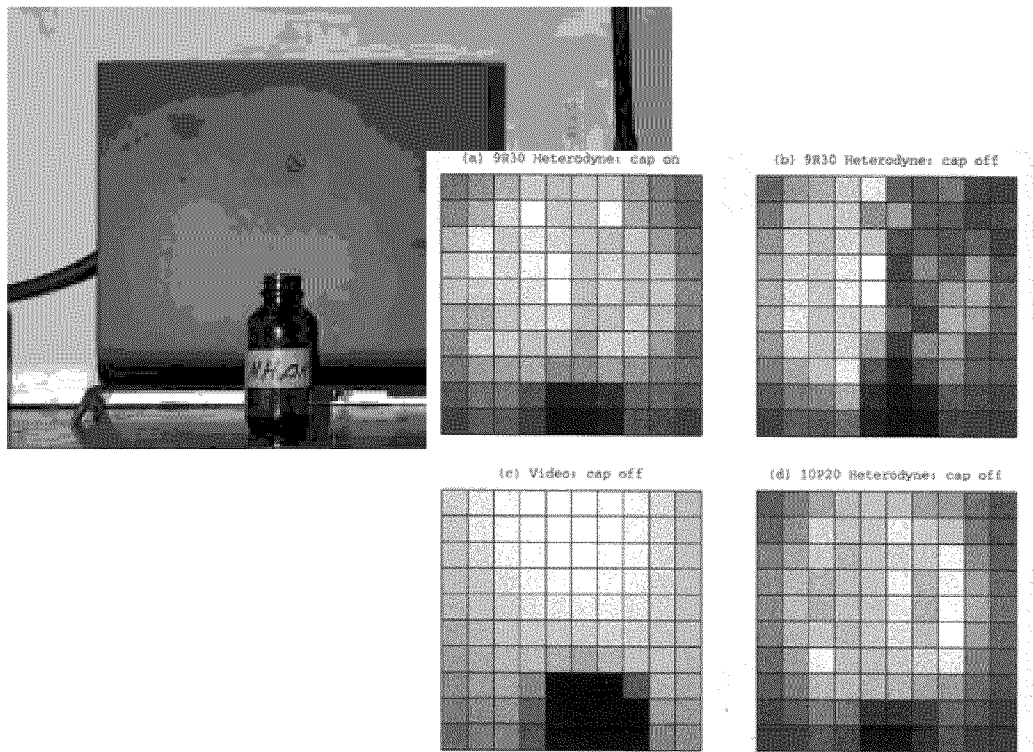 (a) 9R30 Heterodyne: cap on
(b) 9R30 Heterodyne: cap off
(c) Video: cap off
(d) 10P20 Heterodyne: cap off